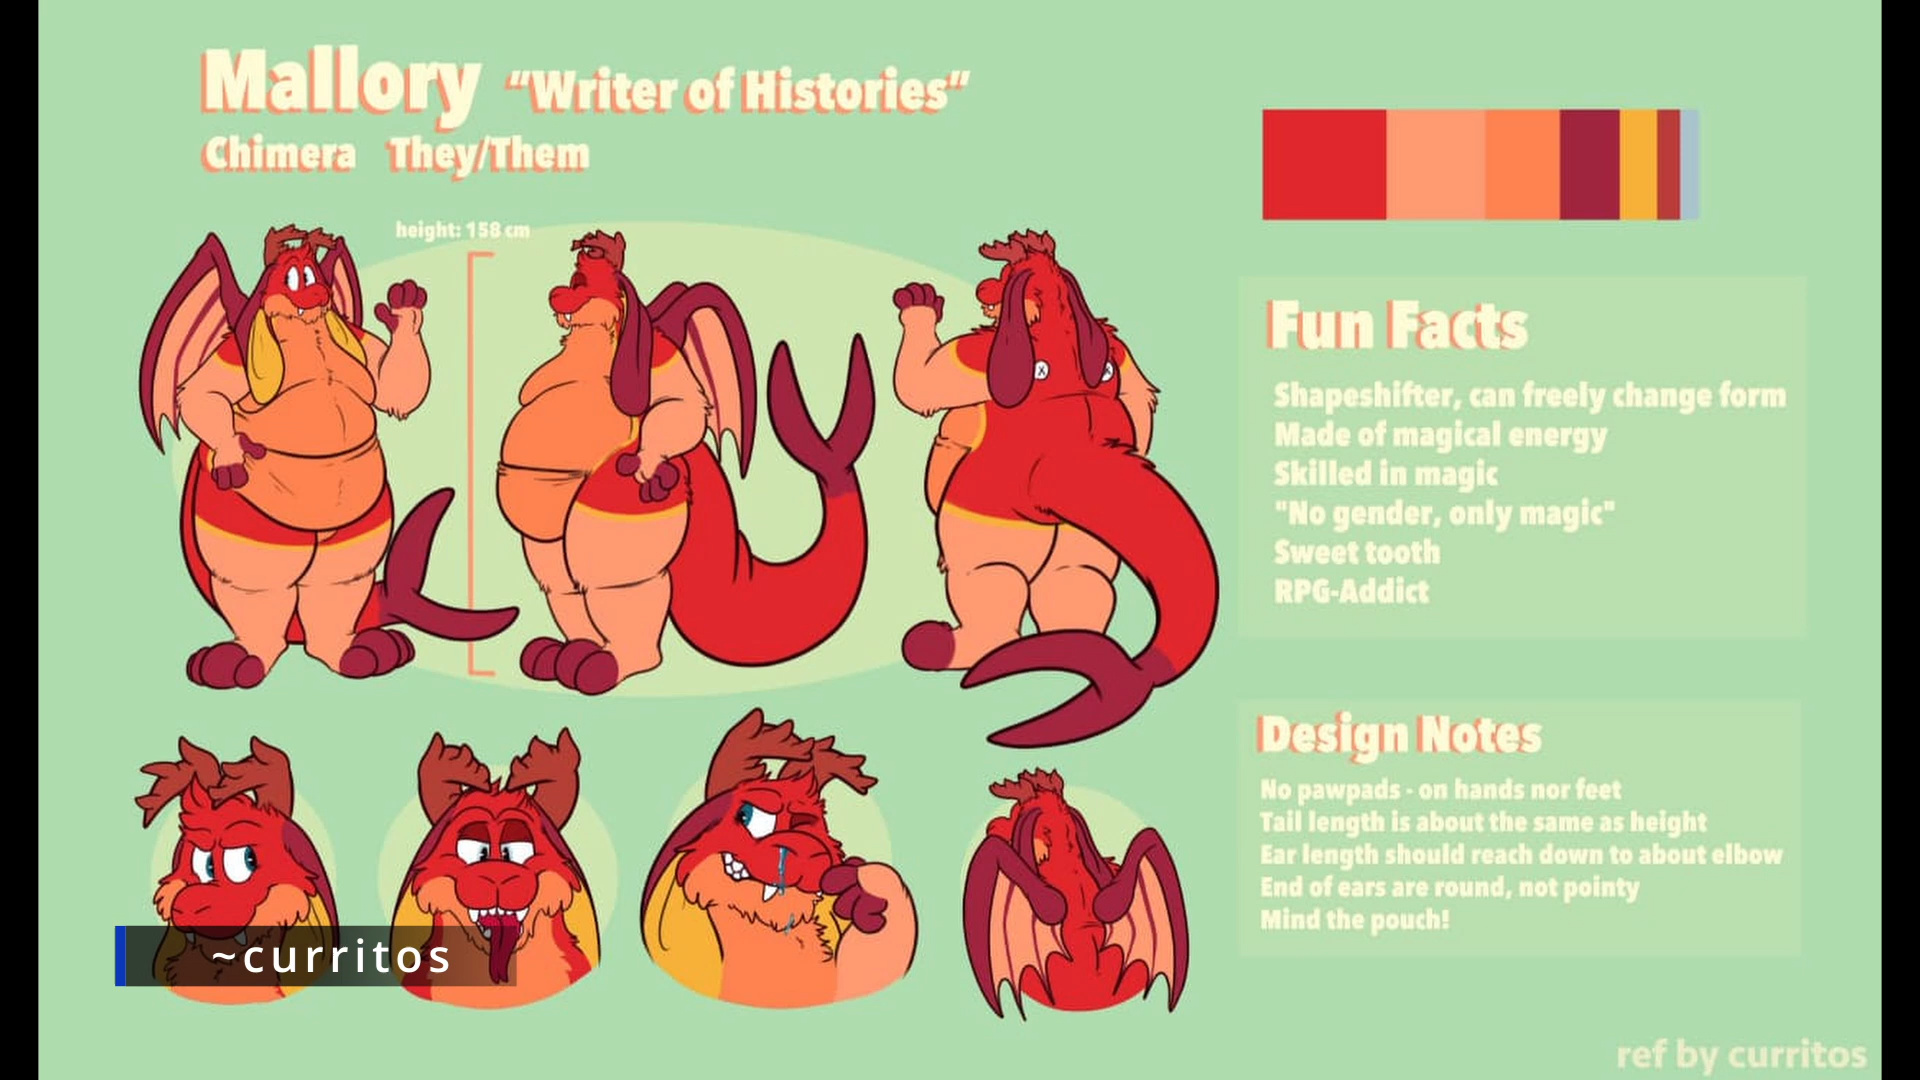 Mallory "Writer of Histories"
Chimera They/Them
height: 158 cm
Fun Facts
Shapeshifter, can freely change form
Made of magical energy
Skilled in magic
"No gender, only magic"
Sweet tooth
RPG-Addict
X X
Design Notes
No pawpads - on hands nor feet
Tail length is about the same as height
Ear length should reach down to about elbow
End of ears are round, not pointy
Mind the pouch!
~curritos
ref by curritos